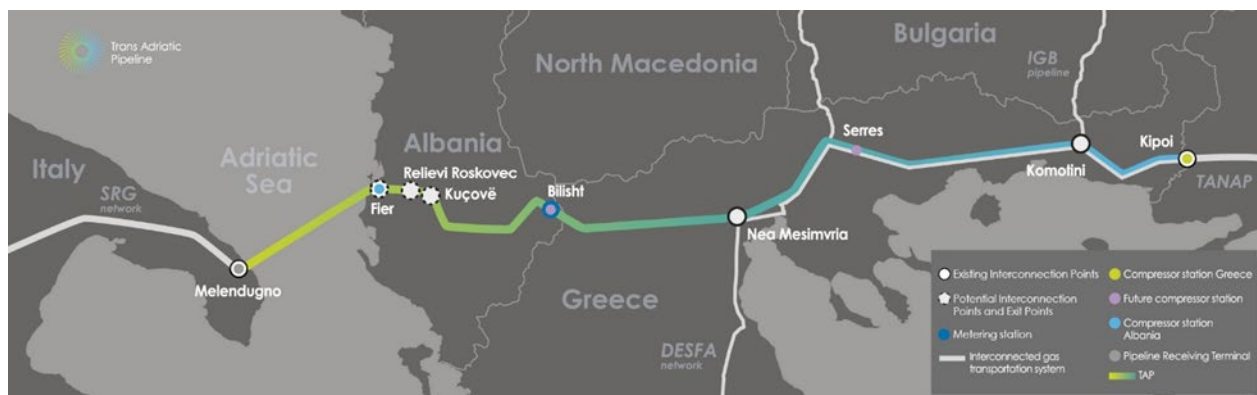 Trans Adriatic
Pipeline
Italy
SRG
network
Melendugno
Adriatic
Sea
Albania
Fier
Relievi Roskovec
Kuçovë
Bilisht
North Macedonia
Greece
DESFA
network
Nea Mesimvria
Bulgaria
Serres
IGB
pipeline
Komotini
Kipoi
TANAP
Existing Interconnection Points
Potential Interconnection
Points and Exit Points
Metering station
Interconnected gas
transportation system
Compressor station Greece
Future compressor station
Compressor station
Albania
Pipeline Receiving Terminal
TAP